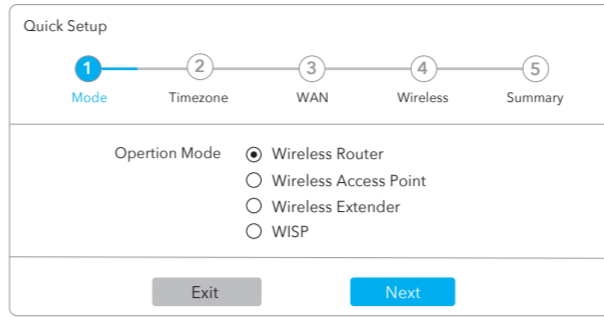 Quick Setup
1 2 3 4 5
Mode Timezone WAN Wireless Summary
Opertion Mode Wireless Router
Wireless Access Point
Wireless Extender
WISP
Exit Next